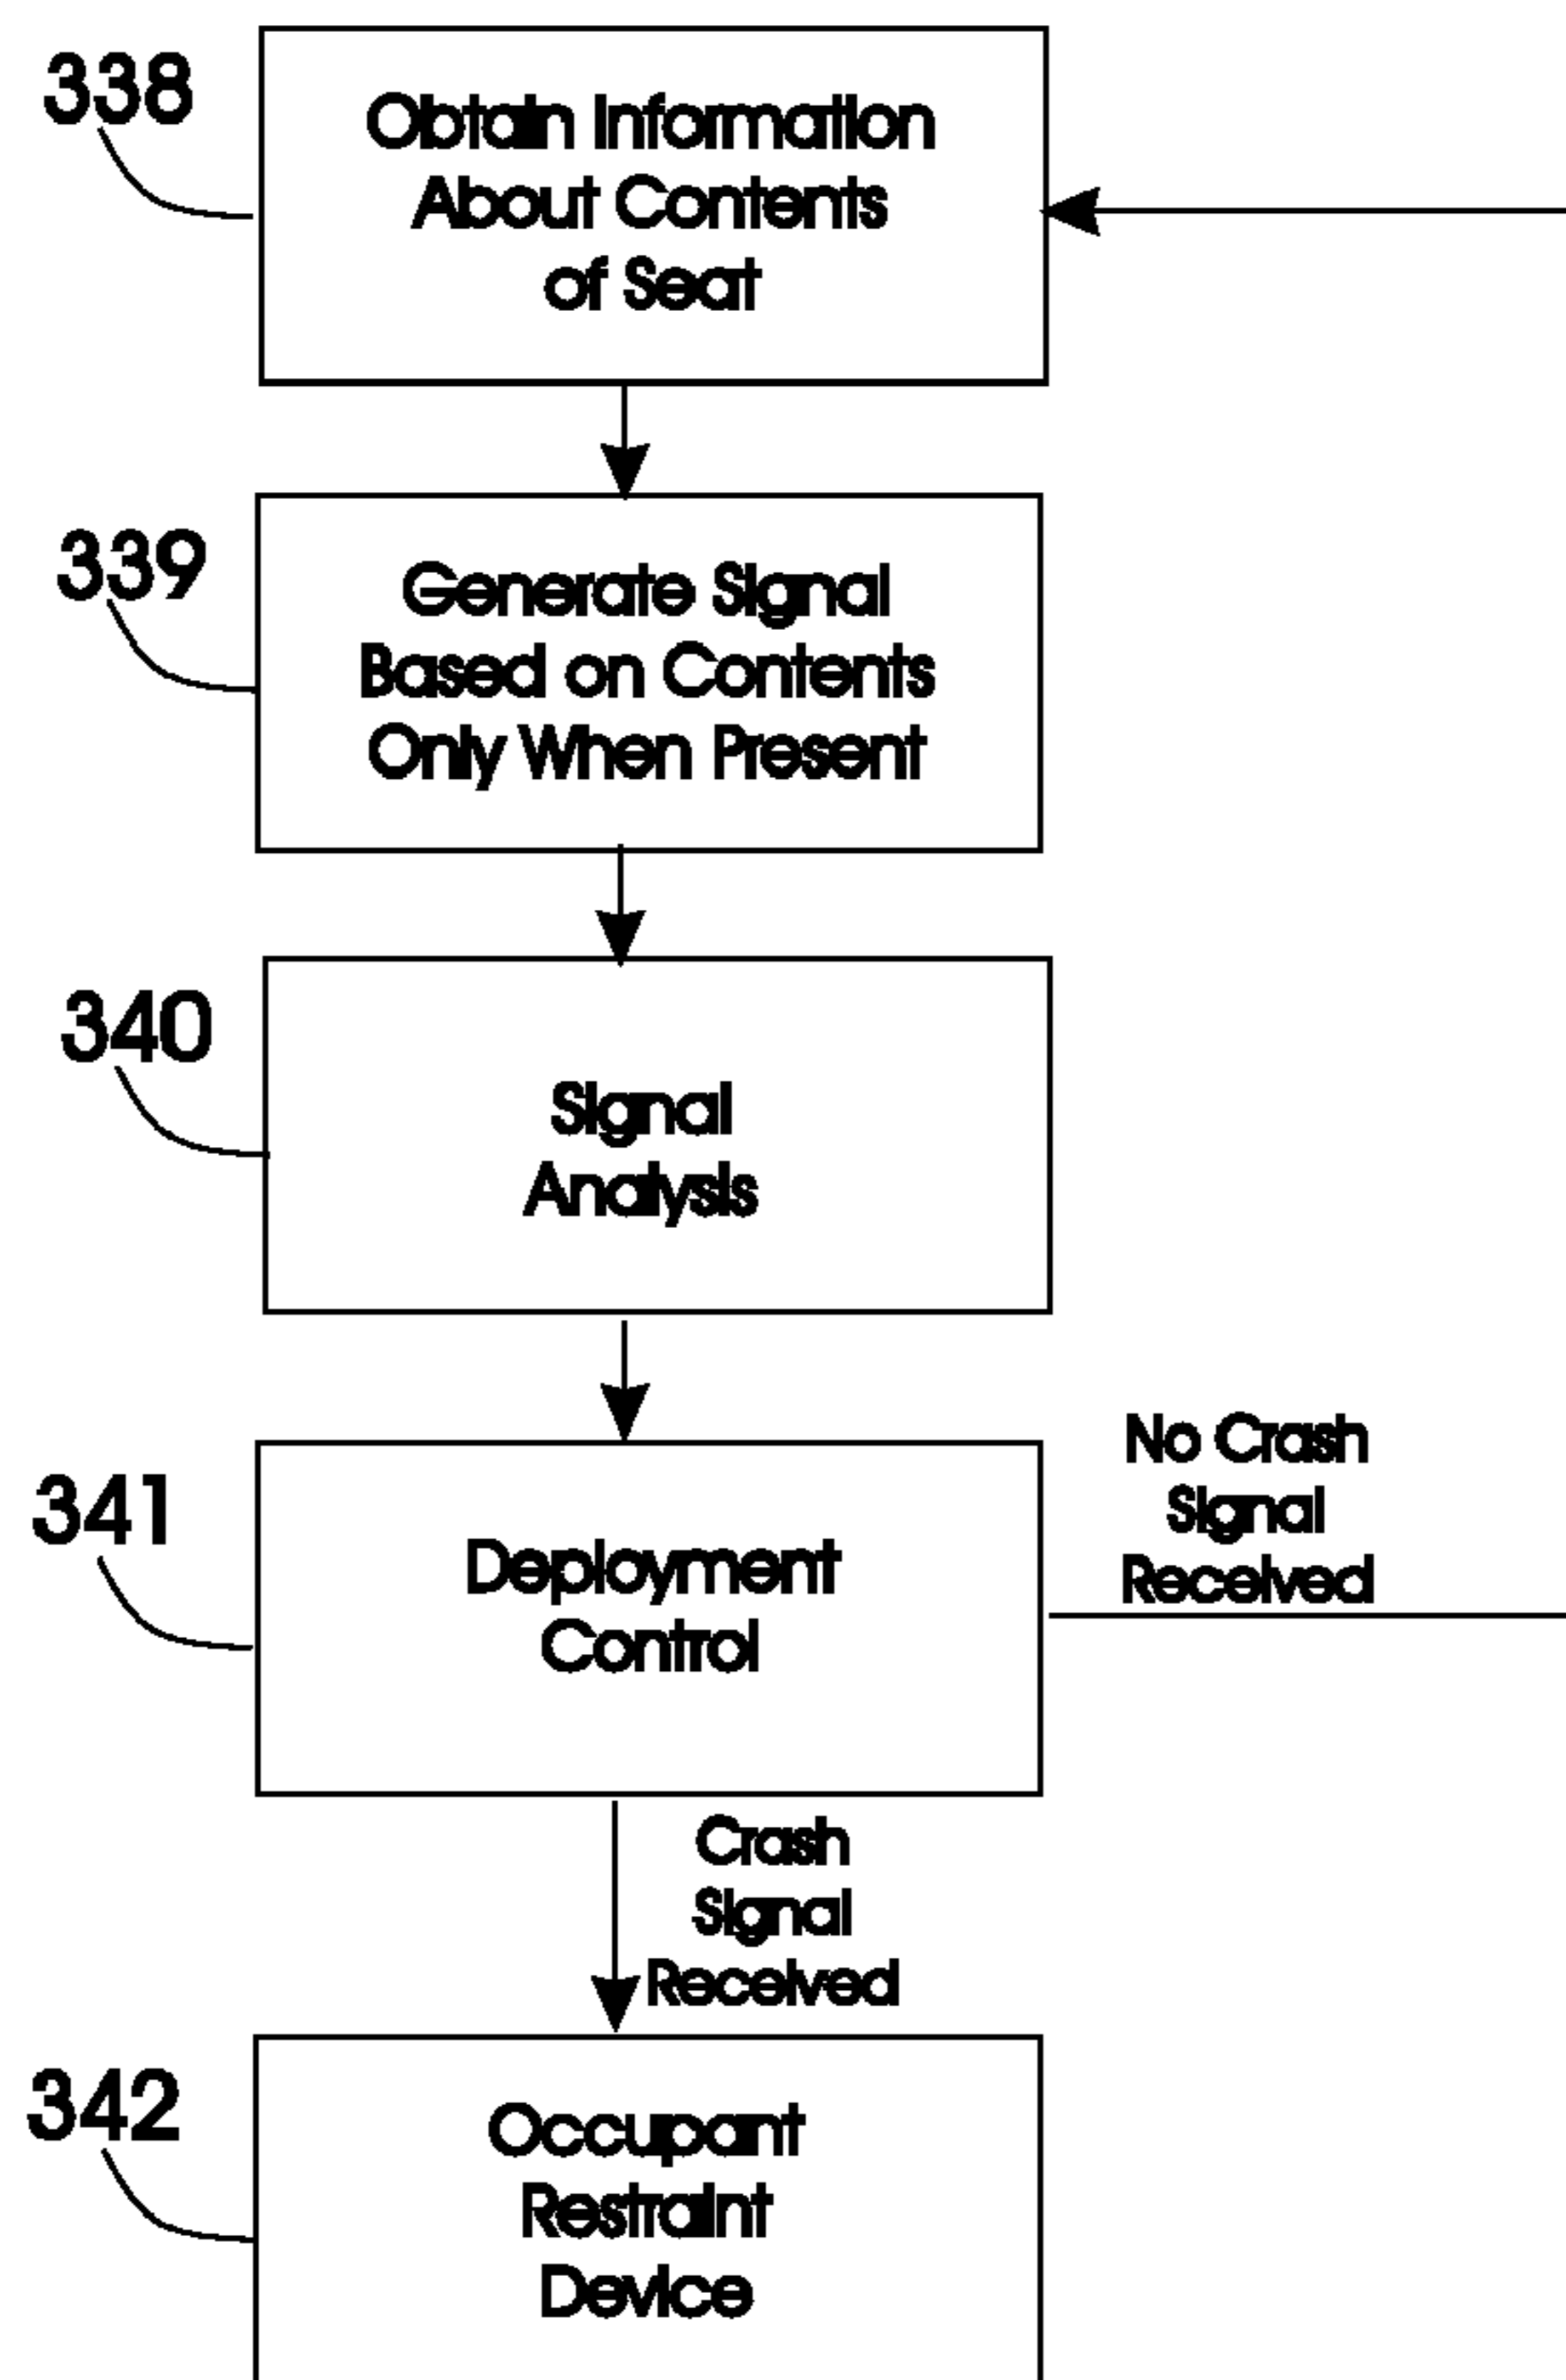 338
Obtain Information
About Contents
of Seat
339
Generate Signal
Based on Contents
Only When Present
340
Signal
Analysis
341
Deployment
Control
No Crash
Signal
Received
Crash
Signal
Received
342
Occupant
Restraint
Device